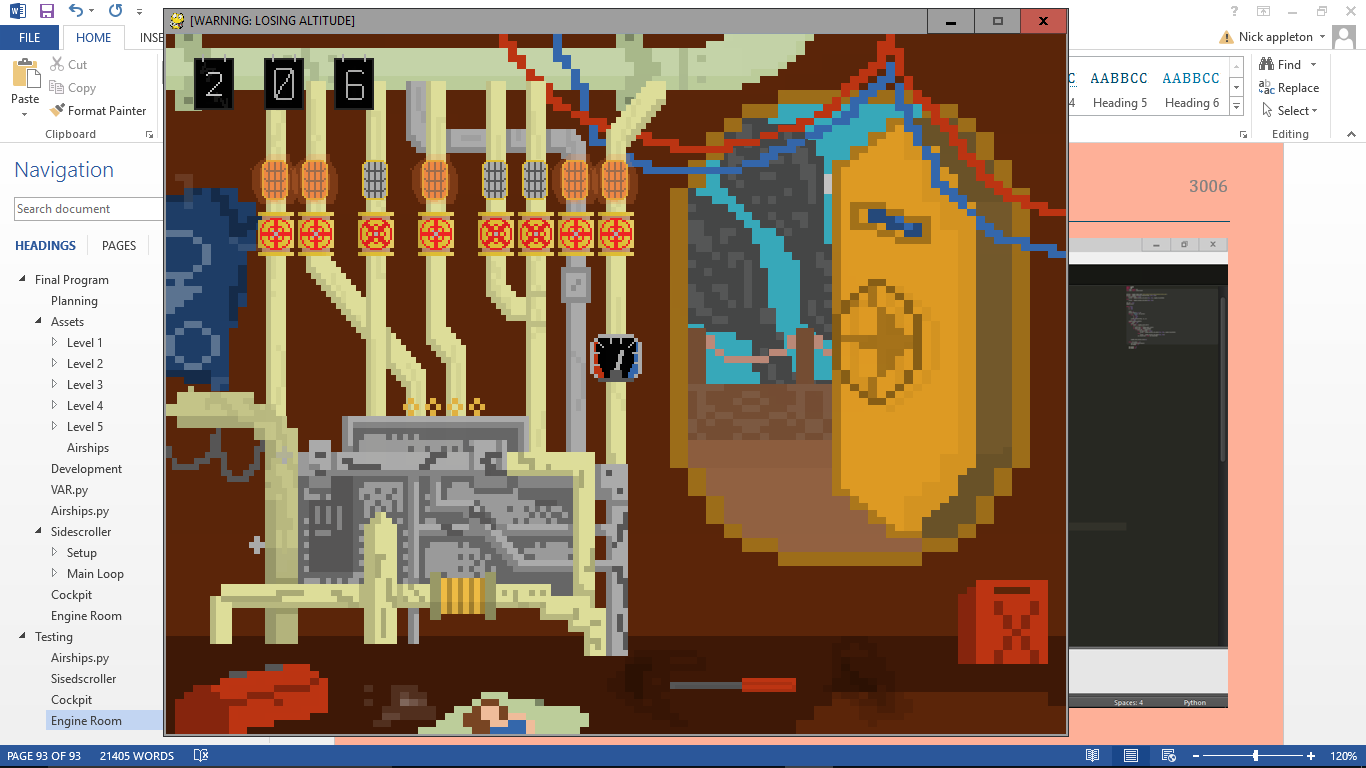 [WARNING: LOSING ALTITUDE]
FILE
HOME
INSE
Nick appleton
Cut
Copy
Format Painter
Paste
Clipboard
2 0 6
AABBCC
AABBCC
4
Heading 5
Heading 6
Find
Replace
Select
Editing
Navigation
Search document
HEADINGS
PAGES
Final Program
Planning
Assets
Level 1
Level 2
Level 3
Level 4
Level 5
Airships
Development
VAR.py
Airships.py
Sidescroller
Setup
Main Loop
Cockpit
Engine Room
Testing
Airships.py
Sisedscroller
Cockpit
Engine Room
3006
Spaces: 4
Python
PAGE 93 OF 93
21405 WORDS
120%